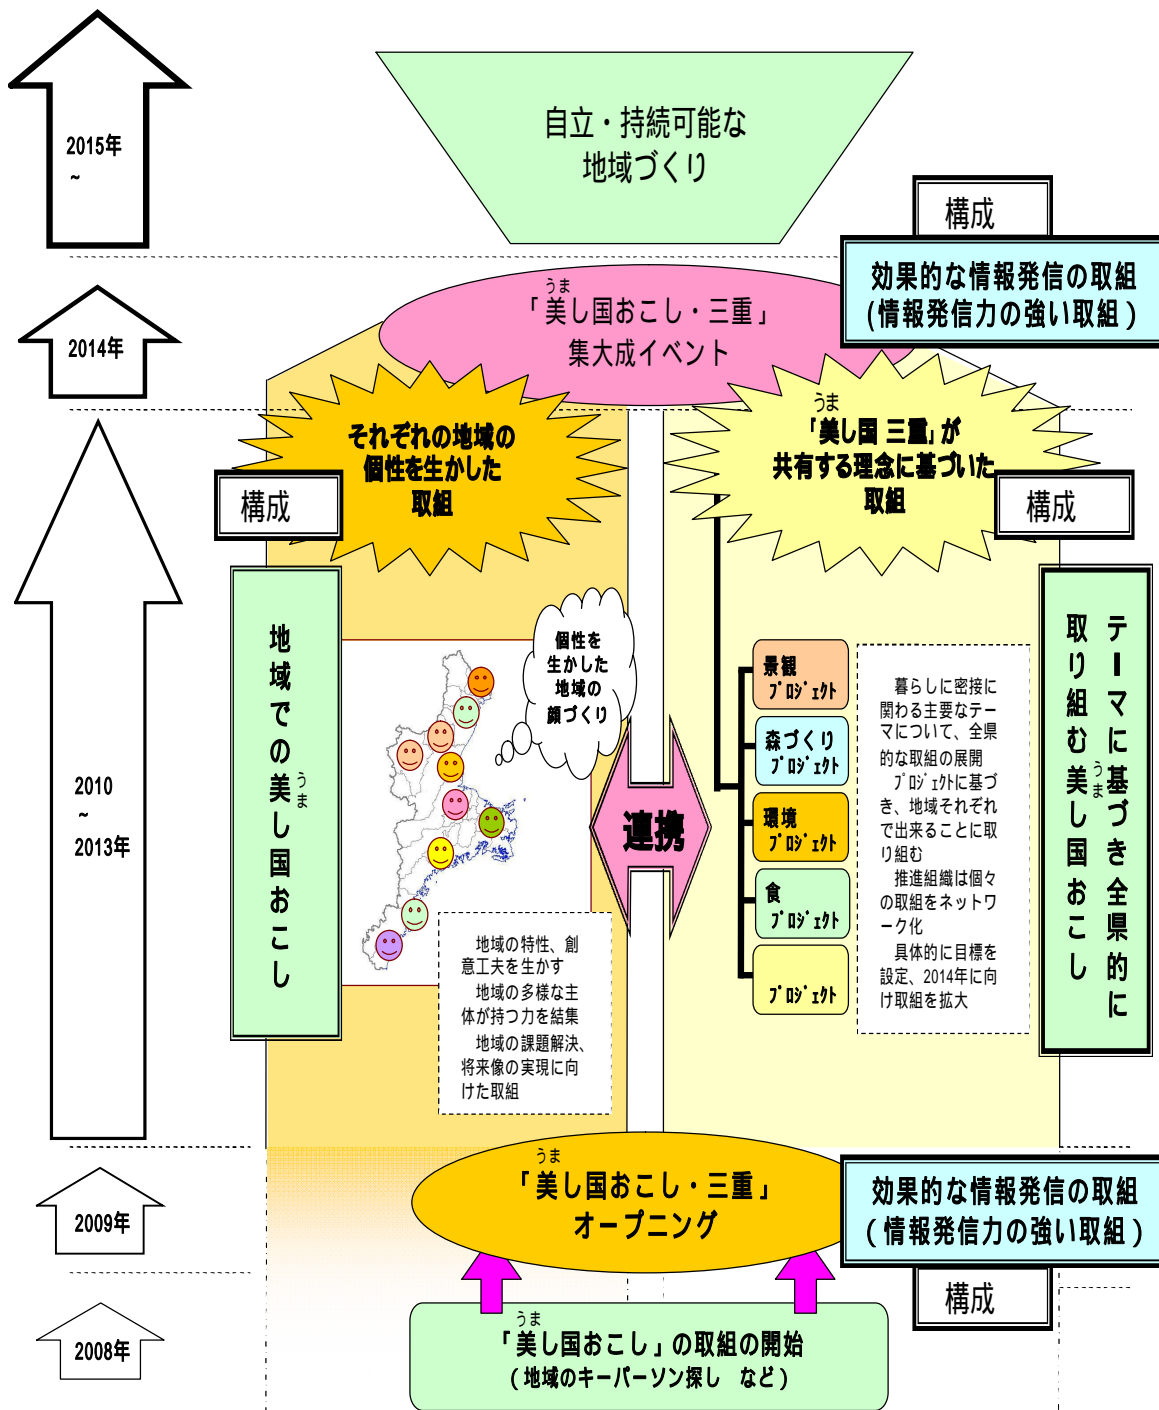 2015年
~
自立・持続可能な
地域づくり
構成
効果的な情報発信の取組
(情報発信力の強い取組)
2014年
うま
「美し国おこし・三重」
集大成イベント
それぞれの地域の
個性を生かした
取組
構成
うま
「美し国 三重」が
共有する理念に基づいた
取組
構成
2010
~
2013年
地域での美し国おこし
うま
個性を
生かした
地域の
顔づくり
連携
景観
プロジェクト
森づくり
プロジェクト
環境
プロジェクト
食
プロジェクト
プロジェクト
暮らしに密接に
関わる主要なテー
マについて、全県
的な取組の展開
プロジェクトに基づ
き、地域それぞれ
で出来ることに取
り組む
推進組織は個々
の取組をネットワ
ーク化
具体的に目標を
設定、2014年に向
け取組を拡大
テーマに基づき全県的に
取り組む美し国おこし
うま
地域の特性、創
意工夫を生かす
地域の多様な主
体が持つ力を結集
地域の課題解決、
将来像の実現に向
けた取組
2009年
うま
「美し国おこし・三重」
オープニング
効果的な情報発信の取組
(情報発信力の強い取組)
構成
2008年
うま
「美し国おこし」の取組の開始
(地域のキーパーソン探し など)